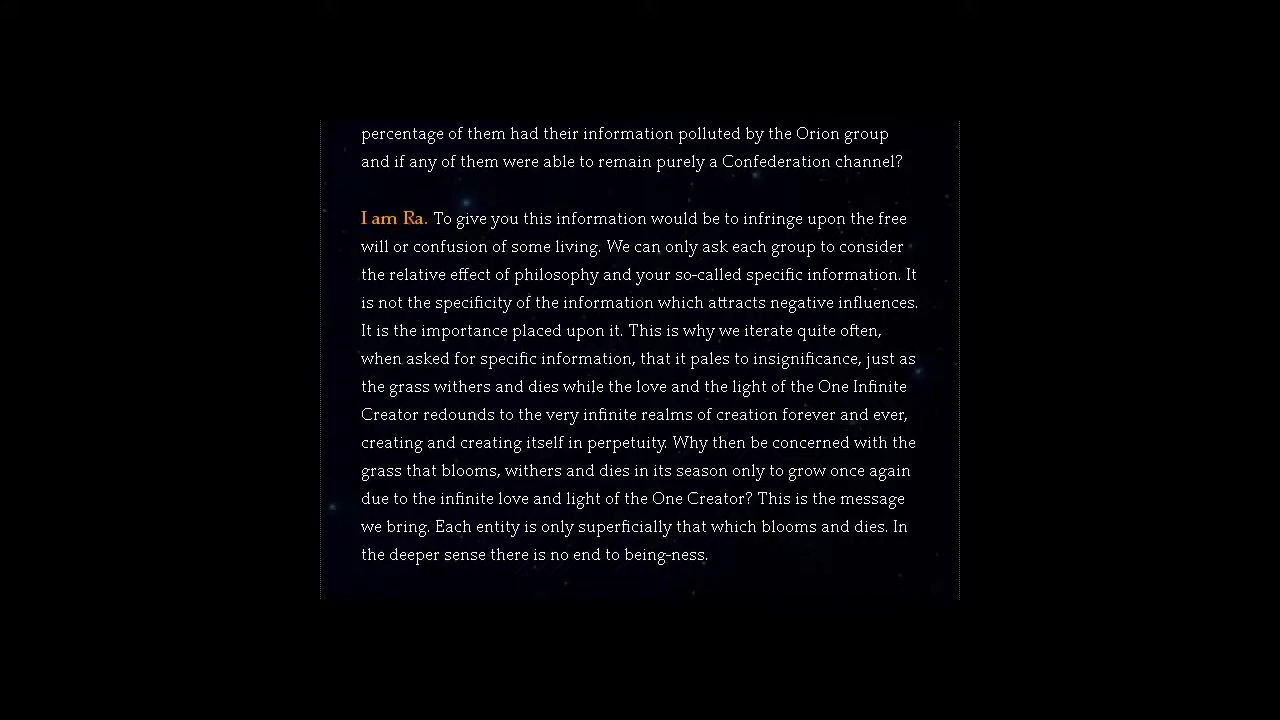 percentage of them had their information polluted by the Orion group
and if any of them were able to remain purely a Confederation channel?
I am Ra. To give you this information would be to infringe upon the free
will or confusion of some living. We can only ask each group to consider
the relative effect of philosophy and your so-called specific information. It
is not the specificity of the information which attracts negative influences.
It is the importance placed upon it. This is why we iterate quite often,
when asked for specific information, that it pales to insignificance, just as
the grass withers and dies while the love and the light of the One Infinite
Creator redounds to the very infinite realms of creation forever and ever,
creating and creating itself in perpetuity. Why then be concerned with the
grass that blooms, withers and dies in its season only to grow once again
due to the infinite love and light of the One Creator? This is the message
we bring. Each entity is only superficially that which blooms and dies. In
the deeper sense there is no end to being-ness.